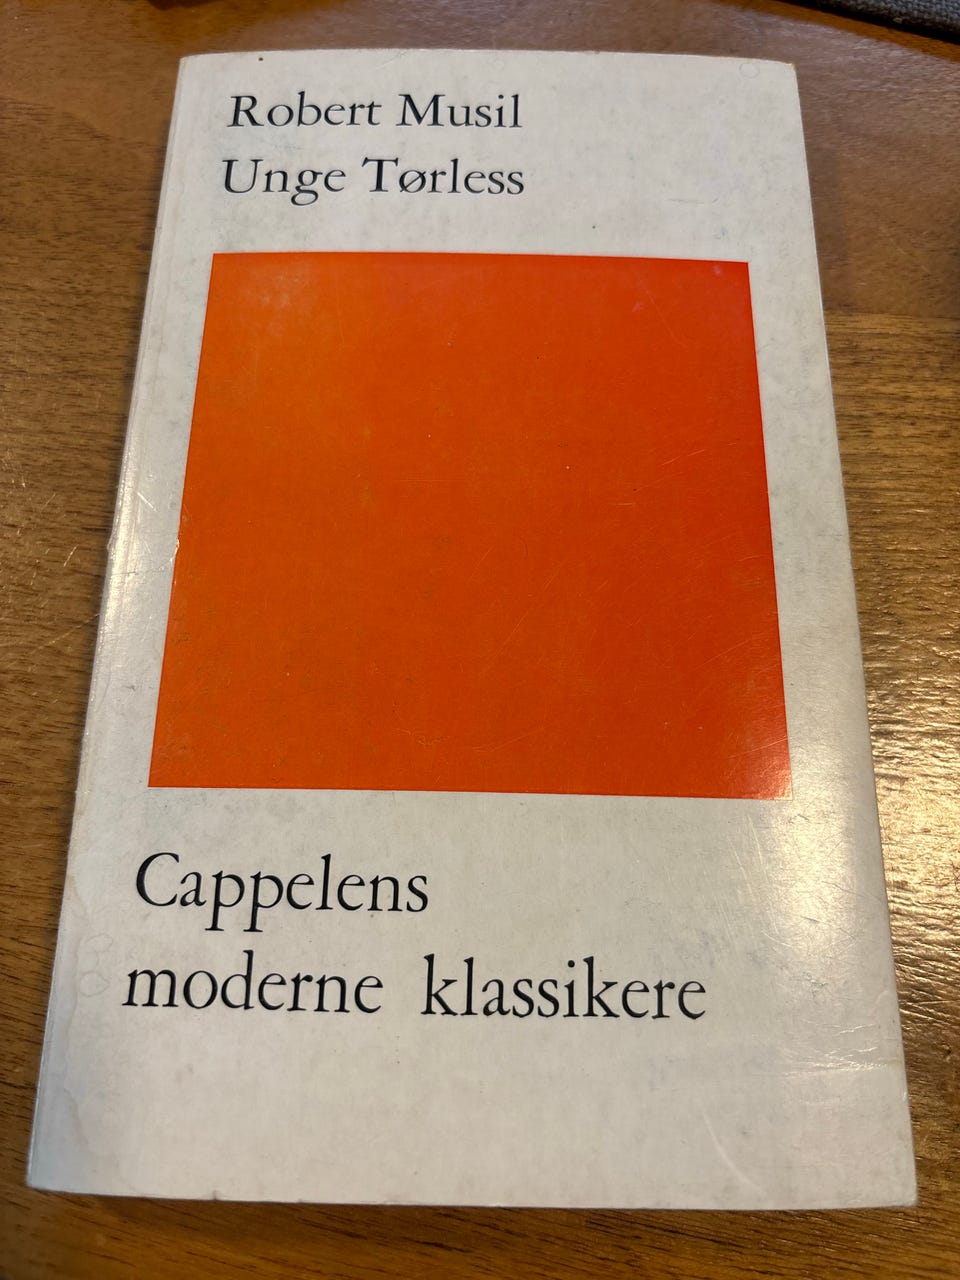 Robert Musil
Unge Tørless
Cappelens
moderne klassikere